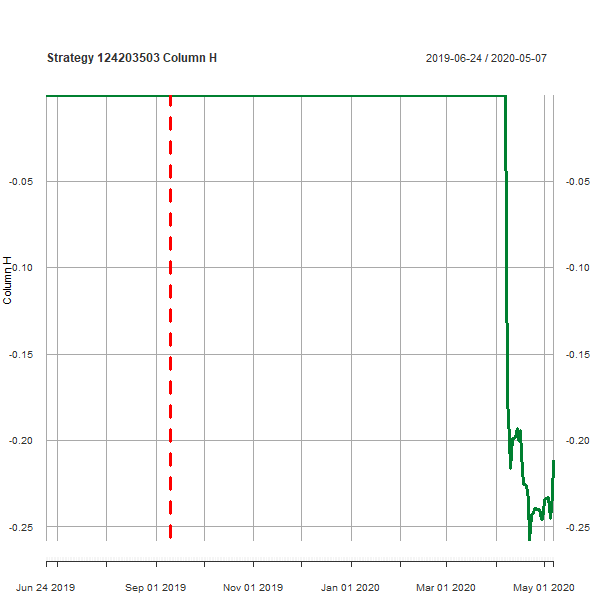 Strategy 124203503 Column H
2019-06-24 / 2020-05-07
-0.05
-0.05
-0.10
-0.10
Column H
-0.15
-0.15
-0.20
-0.20
-0.25
-0.25
Jun 24 2019
Sep 01 2019
Nov 01 2019
Jan 01 2020
Mar 01 2020
May 01 2020